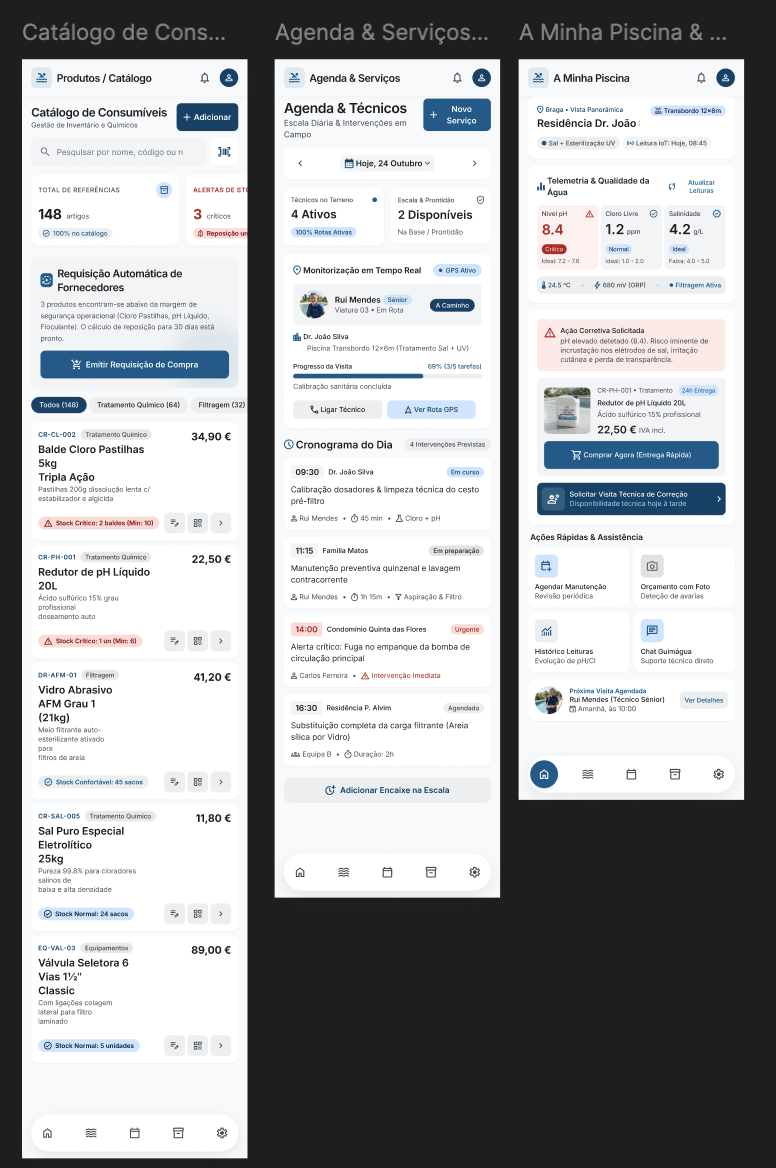 Catálogo de Cons...
Produtos / Catálogo
Catálogo de Consumíveis
Gestão de Inventário e Químicos
+ Adicionar
Pesquisar por nome, código ou re
TOTAL DE REFERÊNCIAS
148 artigos
100% no catálogo
ALERTAS DE STO
3 críticos
Reposição ur
Requisição Automática de
Fornecedores
3 produtos encontram-se abaixo da margem de
segurança operacional (Cloro Pastilhas, pH Líquido,
Floculante). O cálculo de reposição para 30 dias está
pronto.
Emitir Requisição de Compra
Todos (148)
Tratamento Químico (64)
Filtragem (32)
CR-CL-002
Tratamento Químico
34,90 €
Balde Cloro Pastilhas
5kg
Tripla Ação
Pastilhas 200g dissolução lenta c/
estabilizador e algicida
Stock Crítico: 2 baldes (Mín: 10)
CR-PH-001
Tratamento Químico
22,50 €
Redutor de pH Líquido
20L
Ácido sulfúrico 15% grau
profissional
doseamento auto
Stock Crítico: 1 un (Mín: 6)
DR-AFM-01
Filtragem
41,20 €
Vidro Abrasivo
AFM Grau 1
(21kg)
Meio filtrante auto-
esterilizante ativado
para
filtros de areia
Stock Confortável: 45 sacos
CR-SAL-005
Tratamento Químico
11,80 €
Sal Puro Especial
Eletrolítico
25kg
Pureza 99.8% para cloradores
salinos de
baixa e alta densidade
Stock Normal: 24 sacos
EQ-VAL-03
Equipamentos
89,00 €
Válvula Seletora 6
Vias 1½"
Classic
Com ligações colagem
lateral para filtro
laminado
Stock Normal: 5 unidades
Agenda & Serviços...
Agenda & Serviços
Agenda & Técnicos
Escala Diária & Intervenções em
Campo
+ Novo
Serviço
Hoje, 24 Outubro
Técnicos no Terreno
4 Ativos
100% Rotas Ativas
Escala & Prontidão
2 Disponíveis
Na Base / Prontidão
Monitorização em Tempo Real
GPS Ativo
Rui Mendes
Sénior
Viatura 03 • Em Rota
A Caminho
Dr. João Silva
Piscina Transbordo 12x6m (Tratamento Sal + UV)
Progresso da Visita
69% (3/5 tarefas)
Calibração sanitária concluída
Ligar Técnico
Ver Rota GPS
Cronograma do Dia
4 Intervenções Previstas
09:30
Dr. João Silva
Em curso
Calibração dosadores & limpeza técnica do cesto
pré-filtro
Rui Mendes • 45 min • Cloro + pH
11:15
Família Matos
Em preparação
Manutenção preventiva quinzenal e lavagem
contracorrente
Rui Mendes • 1h 15m • Aspiração & Filtro
14:00
Condomínio Quinta das Flores
Urgente
Alerta crítico: Fuga no empanque da bomba de
circulação principal
Carlos Ferreira • Intervenção Imediata
16:30
Residência P. Alvim
Agendado
Substituição completa da carga filtrante (Areia
sílica por Vidro)
Equipa B • Duração: 2h
Adicionar Encaixe na Escala
A Minha Piscina & ...
A Minha Piscina
Braga • Vista Panorâmica
Transbordo 12x6m
Residência Dr. João
Sal + Esterilização UV
Leitura IoT: Hoje, 08:45
Telemetria & Qualidade da
Água
Atualizar
Leituras
Nível pH
8.4
Crítico
Ideal: 7.2 - 7.6
Cloro Livre
1.2 ppm
Normal
Ideal: 1.0 - 2.0
Salinidade
4.2 g/L
Ideal
Faixa: 4.0 - 5.0
24.5 °C • 680 mV (ORP) • Filtragem Ativa
Ação Corretiva Solicitada
pH elevado detetado (8.4). Risco iminente de
incrustação nos elétrodos de sal, irritação
cutânea e perda de transparência.
CR-PH-001 • Tratamento
24h Entrega
Redutor de pH Líquido 20L
Ácido sulfúrico 15% profissional
22,50 € IVA incl.
Comprar Agora (Entrega Rápida)
Solicitar Visita Técnica de Correção
Disponibilidade técnica hoje à tarde
Ações Rápidas & Assistência
Agendar Manutenção
Revisão periódica
Orçamento com Foto
Deteção de avarias
Histórico Leituras
Evolução de pH/Cl
Chat Guimágua
Suporte técnico direto
Próxima Visita Agendada
Rui Mendes (Técnico Sénior)
Amanhã, às 10:00
Ver Detalhes